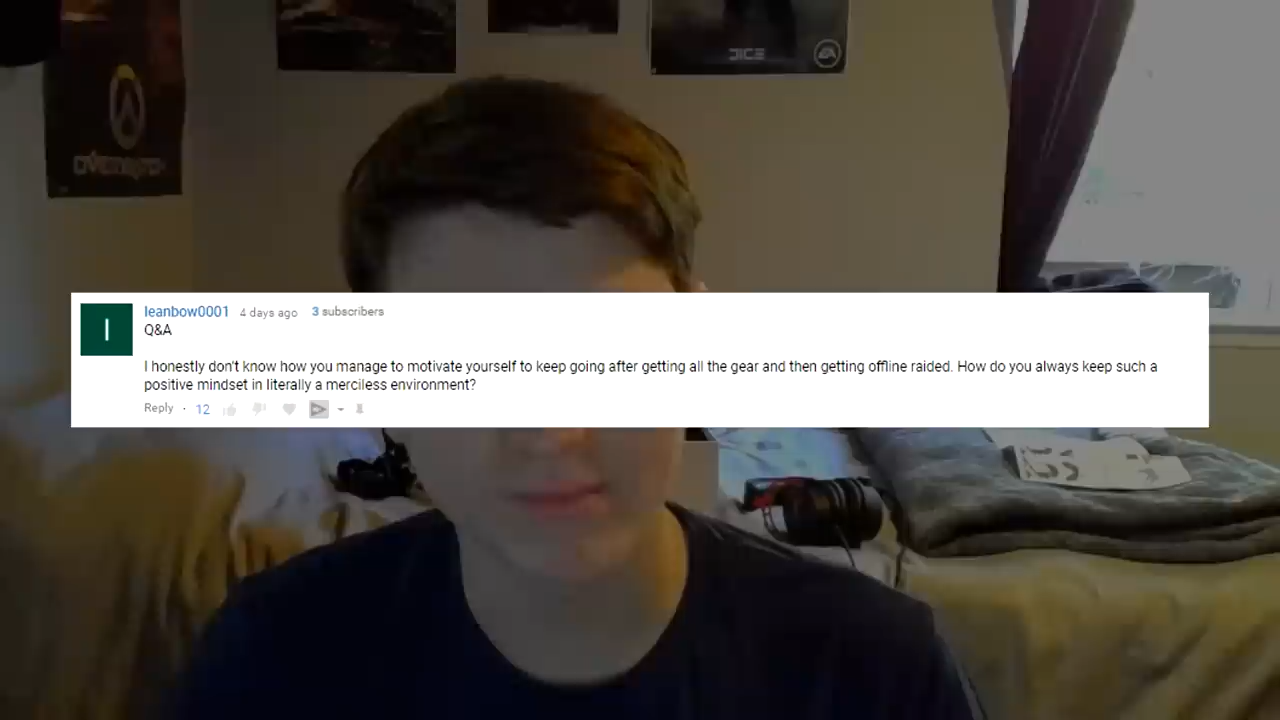 DICE
EA
OVERWATCH
I
leanbow0001 4 days ago 3 subscribers
Q&A
I honestly don't know how you manage to motivate yourself to keep going after getting all the gear and then getting offline raided. How do you always keep such a
positive mindset in literally a merciless environment?
Reply · 12